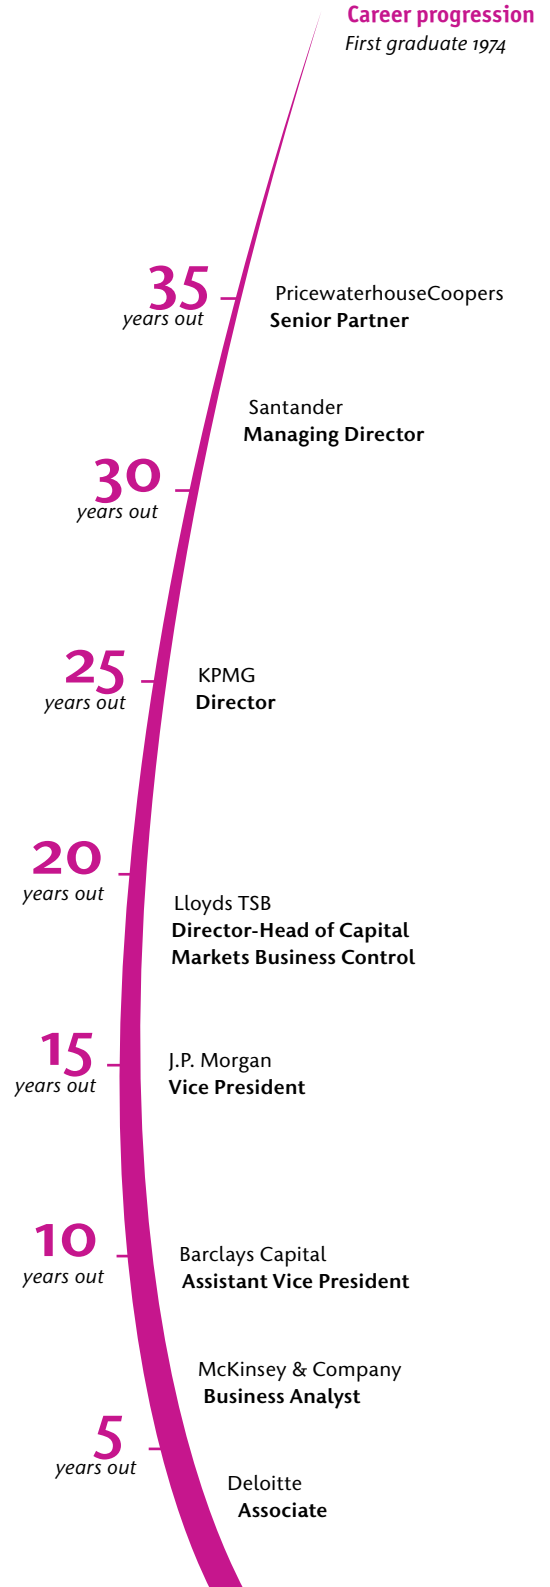 Career progression
First graduate 1974
35
years out
PricewaterhouseCoopers
Senior Partner
Santander
Managing Director
30
years out
25
years out
KPMG
Director
20
years out
Lloyds TSB
Director-Head of Capital
Markets Business Control
15
years out
J.P. Morgan
Vice President
10
years out
Barclays Capital
Assistant Vice President
McKinsey & Company
Business Analyst
5
years out
Deloitte
Associate